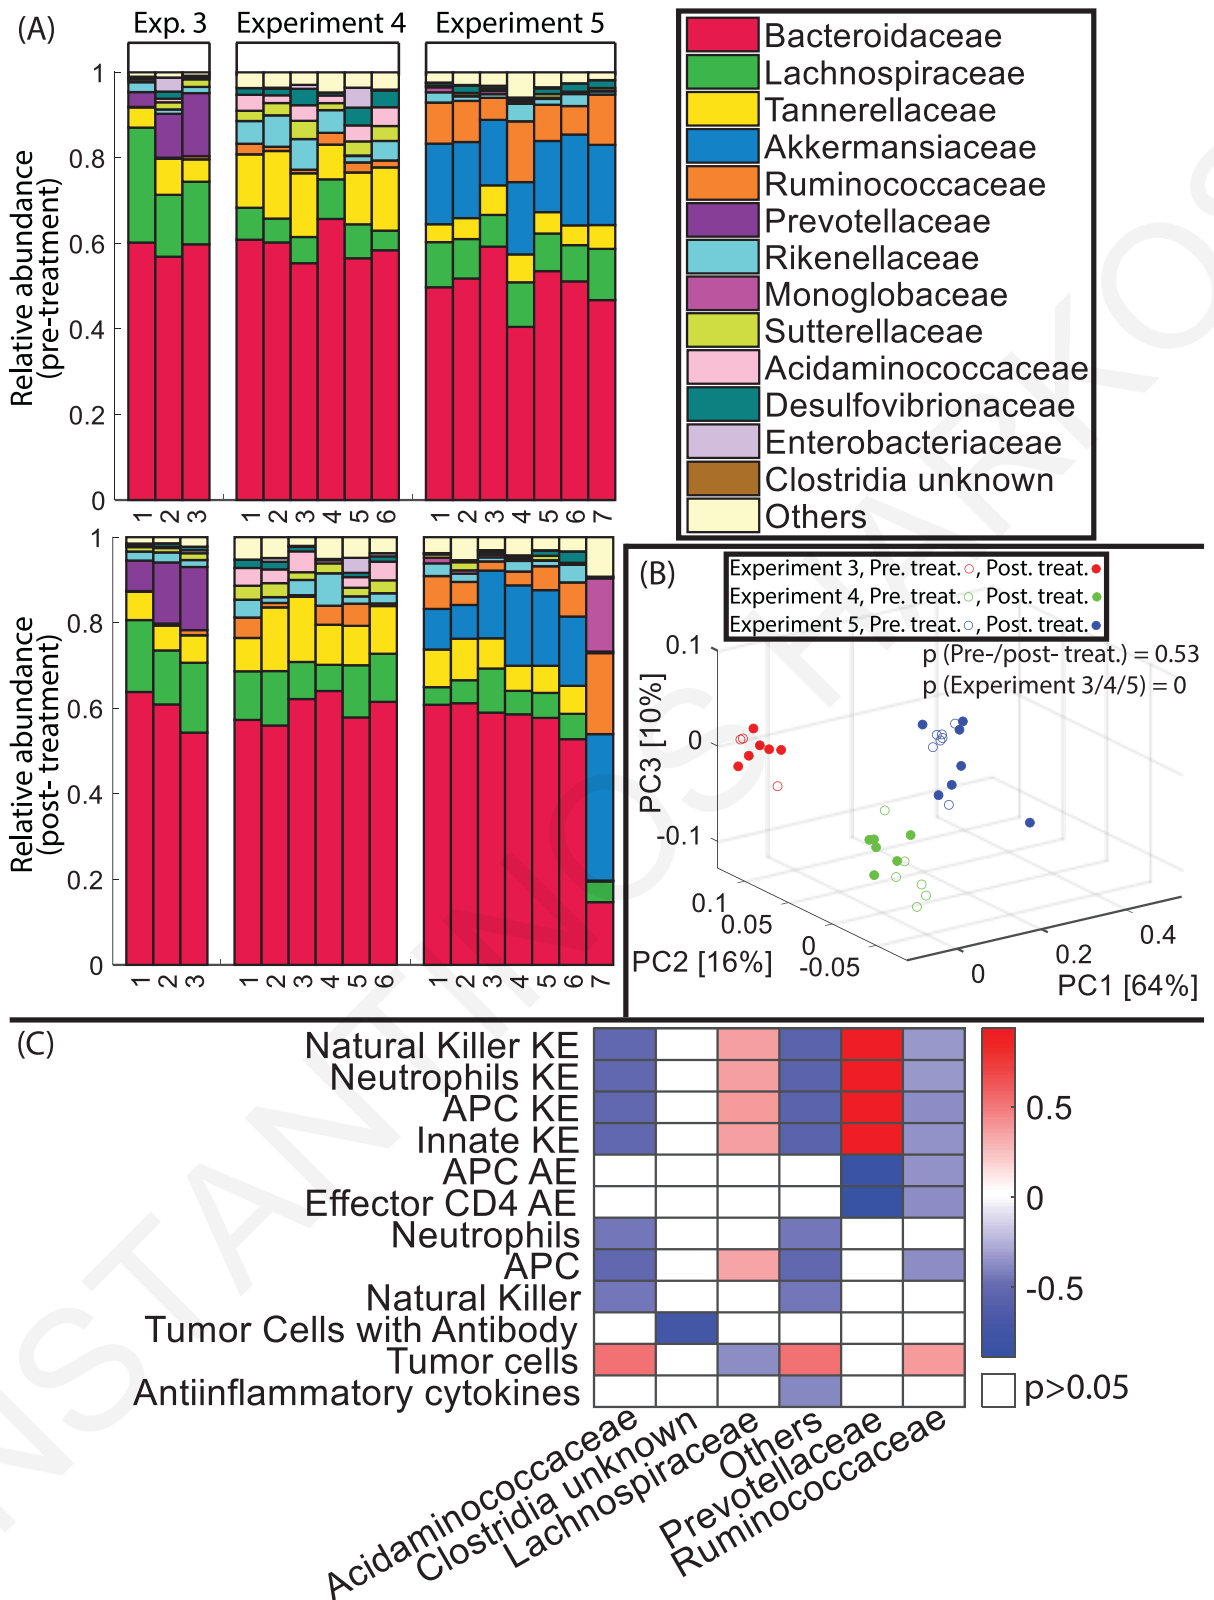 (A)
Exp. 3 Experiment 4 Experiment 5
Relative abundance
(pre-treatment)
1
0.8
0.6
0.4
0.2
0
1 2 3 1 2 3 4 5 6 1 2 3 4 5 6 7
Bacteroidaceae
Lachnospiraceae
Tannerellaceae
Akkermansiaceae
Ruminococcaceae
Prevotellaceae
Rikenellaceae
Monoglobaceae
Sutterellaceae
Acidaminococcaceae
Desulfovibrionaceae
Enterobacteriaceae
Clostridia unknown
Others
Relative abundance
(post- treatment)
1
0.8
0.6
0.4
0.2
0
1 2 3 1 2 3 4 5 6 1 2 3 4 5 6 7
(B)
Experiment 3, Pre. treat. , Post. treat.
Experiment 4, Pre. treat. , Post. treat.
Experiment 5, Pre. treat. , Post. treat.
p (Pre-/post- treat.) = 0.53
p (Experiment 3/4/5) = 0
PC3 [10%]
0.1
0
-0.1
0.1
0.05
0
-0.05
PC2 [16%]
0
0.2
0.4
PC1 [64%]
(C)
Natural Killer KE
Neutrophils KE
APC KE
Innate KE
APC AE
Effector CD4 AE
Neutrophils
APC
Natural Killer
Tumor Cells with Antibody
Tumor cells
Antiinflammatory cytokines
Acidaminococcaceae
Clostridia unknown
Lachnospiraceae
Others
Prevotellaceae
Ruminococcaceae
0.5
0
-0.5
p>0.05
NSTANTINOS HARKOS